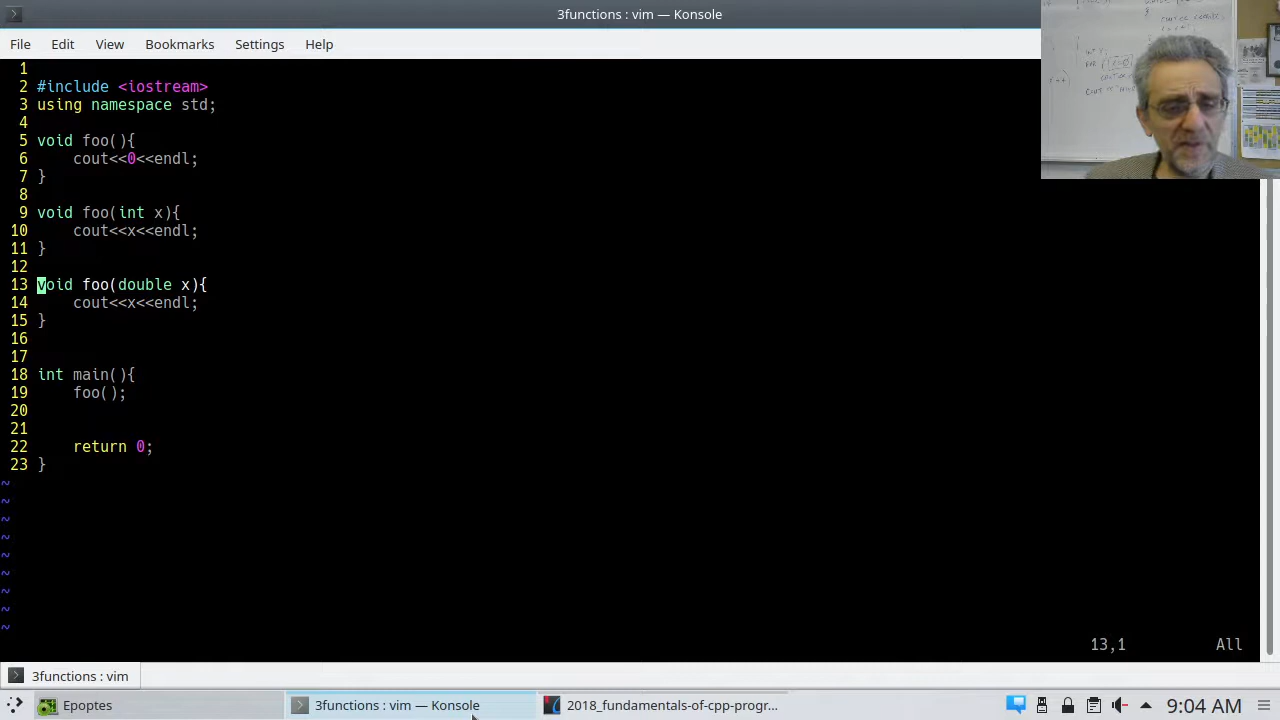 3functions : vim — Konsole
File Edit View Bookmarks Settings Help
1
2 #include <iostream>
3 using namespace std;
4
5 void foo(){
6     cout<<0<<endl;
7 }
8
9 void foo(int x){
10     cout<<x<<endl;
11 }
12
13 void foo(double x){
14     cout<<x<<endl;
15 }
16
17
18 int main(){
19     foo();
20
21
22     return 0;
23 }
~
~
~
~
~
~
~
~
~
13,1 All
3functions : vim
Epoptes 3functions : vim — Konsole 2018_fundamentals-of-cpp-progr... 9:04 AM